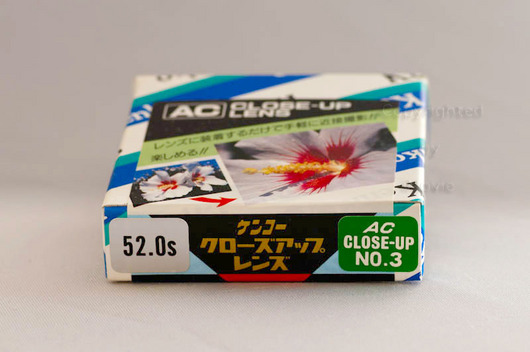 AC CLOSE-UP
LENS
レンズに装着するだけで手軽に近接撮影が
楽しめる!!
52.0s
ケンコー
クローズアップ
レンズ
AC
CLOSE-UP
NO.3